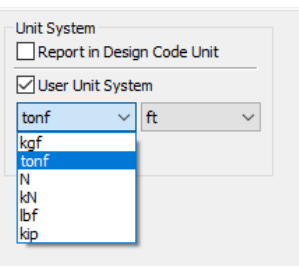 Unit System
Report in Design Code Unit
User Unit System
tonf ft
kgf
tonf
N
kN
lbf
kip